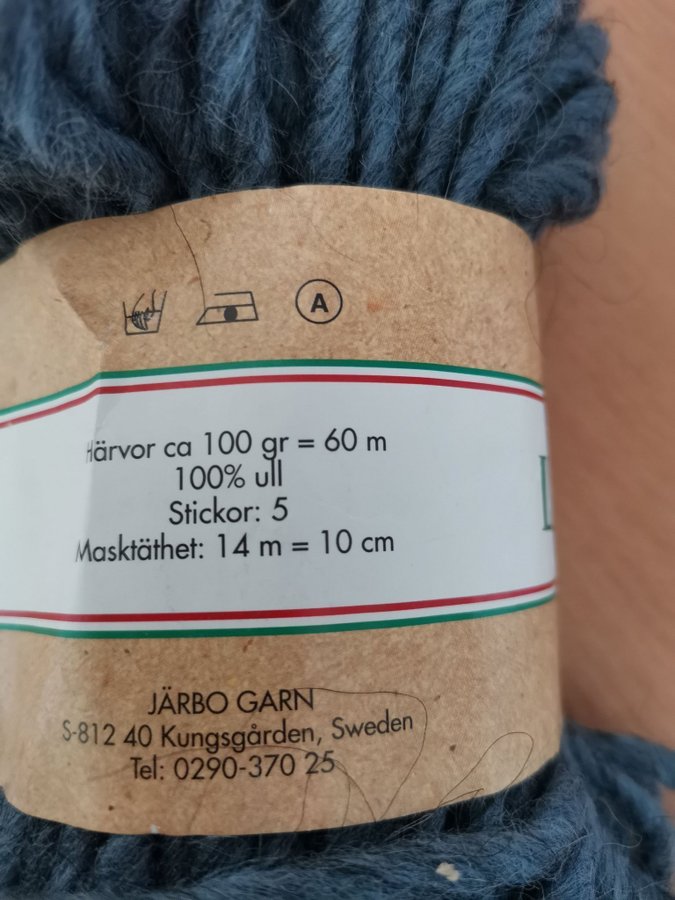 A
Härvor ca 100 gr = 60 m
100% ull
Stickor: 5
Masktäthet: 14 m = 10 cm
JÄRBO GARN
S-812 40 Kungsgården, Sweden
Tel: 0290-370 25